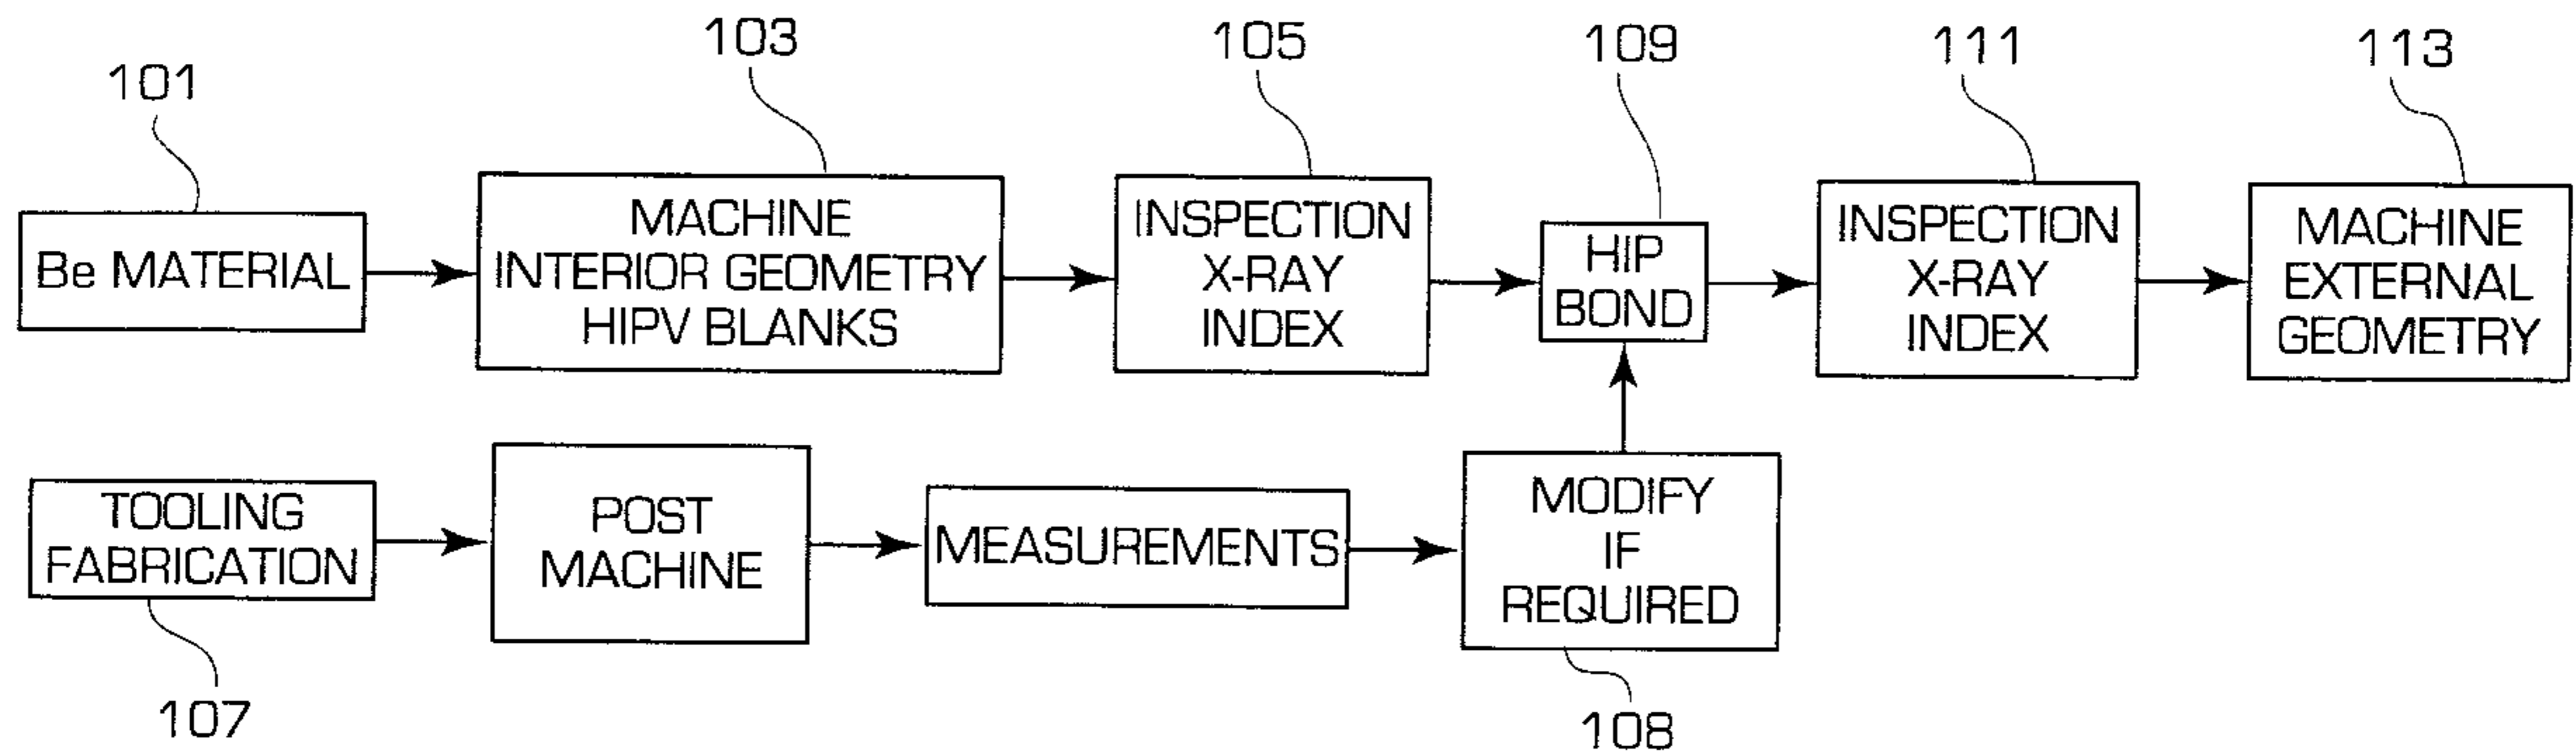 101
103
105
109
111
113
Be MATERIAL
MACHINE
INTERIOR GEOMETRY
HIPV BLANKS
INSPECTION
X-RAY
INDEX
HIP
BOND
INSPECTION
X-RAY
INDEX
MACHINE
EXTERNAL
GEOMETRY
TOOLING
FABRICATION
POST
MACHINE
MEASUREMENTS
MODIFY
IF
REQUIRED
107
108